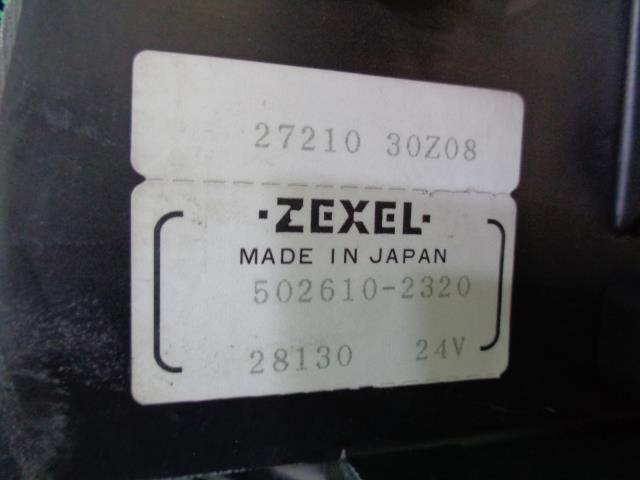 27210 30Z08
·ZEXEL·
MADE IN JAPAN
502610-2320
28130 24V